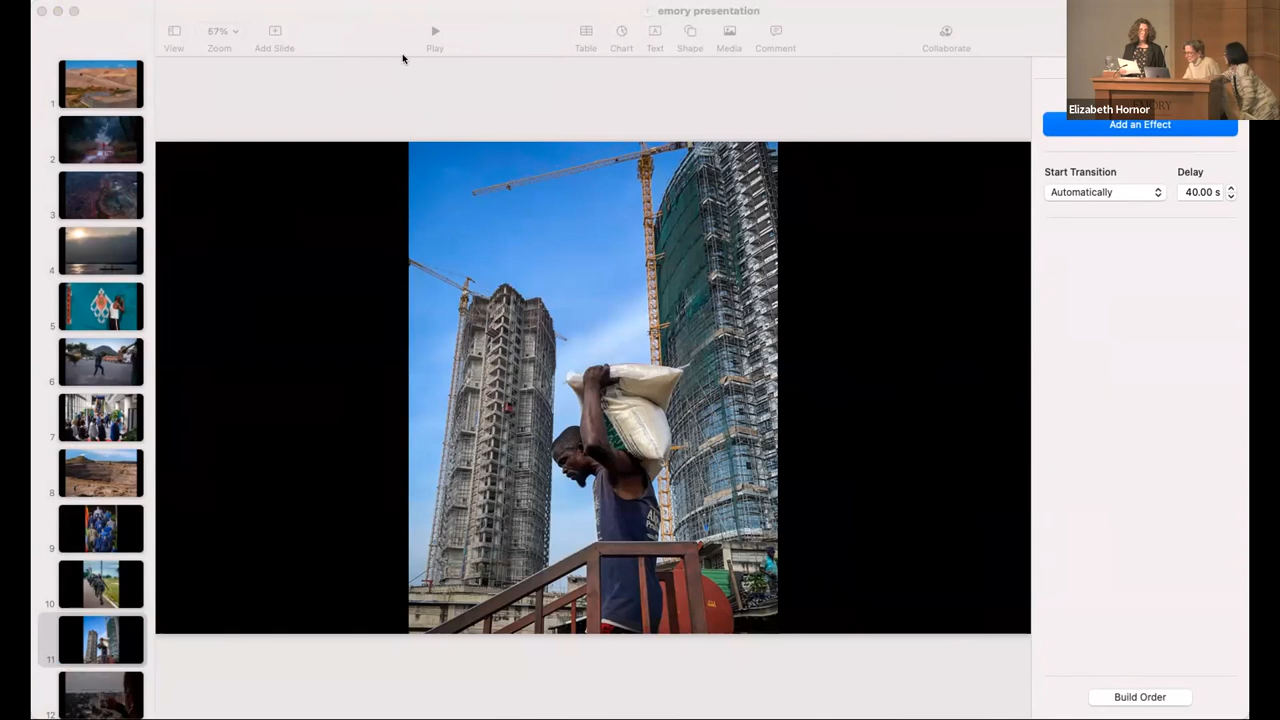 emory presentation
57%
View
Zoom
Add Slide
Play
Table
Chart
Text
Shape
Media
Comment
Collaborate
EMORY
Elizabeth Hornor
Add an Effect
Start Transition
Delay
Automatically
40.00 s
1
2
3
4
5
6
7
8
9
10
11
12
Build Order